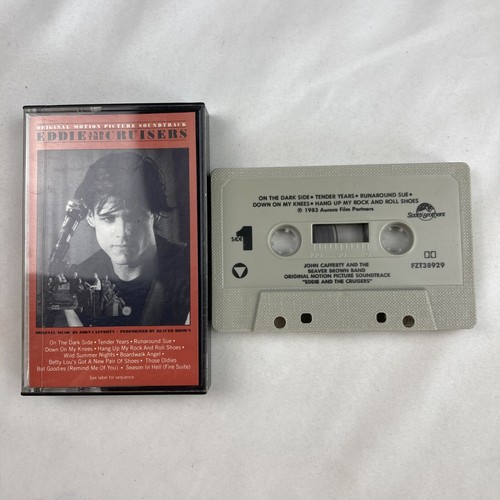 ORIGINAL MOTION PICTURE SOUNDTRACK
EDDIE AND THE CRUISERS
ORIGINAL MUSIC BY JOHN CAFFERTY • PERFORMED BY BEAVER BROWN
On The Dark Side • Tender Years • Runaround Sue •
Down On My Knees • Hang Up My Rock And Roll Shoes •
Wild Summer Nights • Boardwalk Angel •
Betty Lou's Got A New Pair Of Shoes • Those Oldies
But Goodies (Remind Me Of You) • Season In Hell (Fire Suite)
See label for sequence.
ON THE DARK SIDE • TENDER YEARS • RUNAROUND SUE •
DOWN ON MY KNEES • HANG UP MY ROCK AND ROLL SHOES
℗ 1983 Aurora Film Partners
Scotti Brothers
SIDE 1
JOHN CAFFERTY AND THE
BEAVER BROWN BAND
ORIGINAL MOTION PICTURE SOUNDTRACK
"EDDIE AND THE CRUISERS"
FZT38929